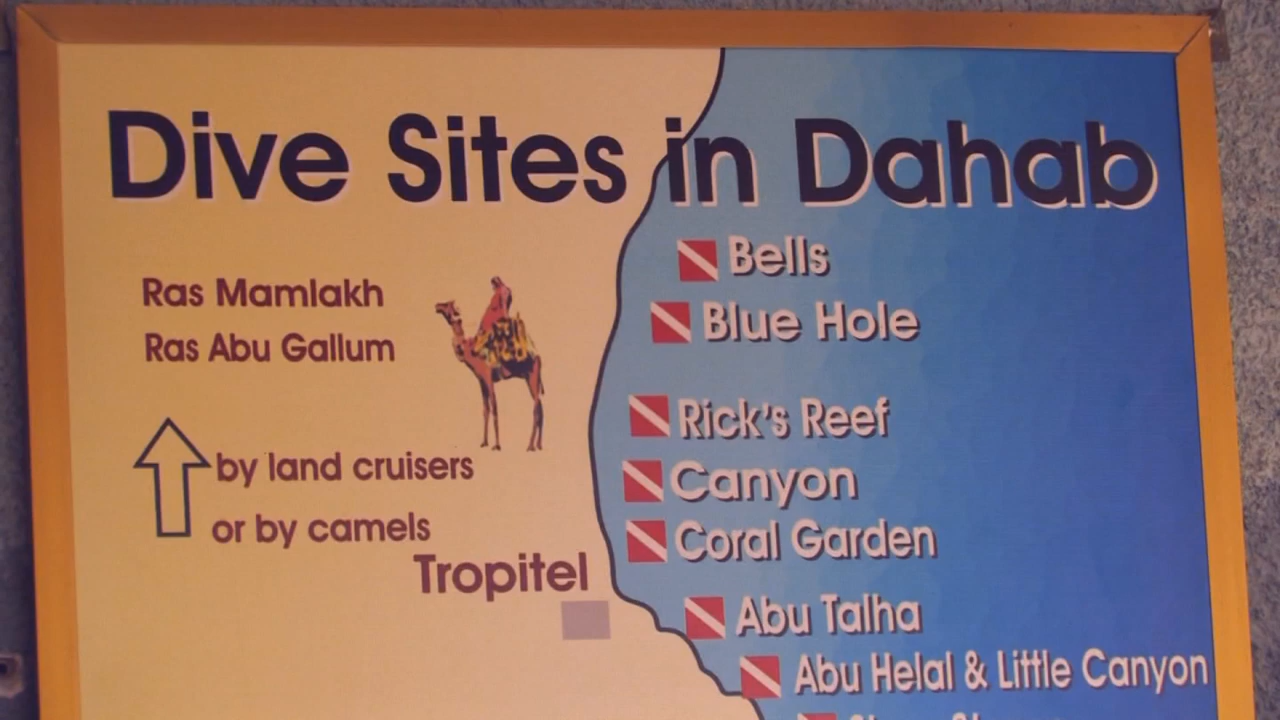 Dive Sites in Dahab
Bells
Ras Mamlakh
Blue Hole
Ras Abu Gallum
Rick's Reef
by land cruisers
Canyon
or by camels
Coral Garden
Tropitel
Abu Talha
Abu Helal & Little Canyon